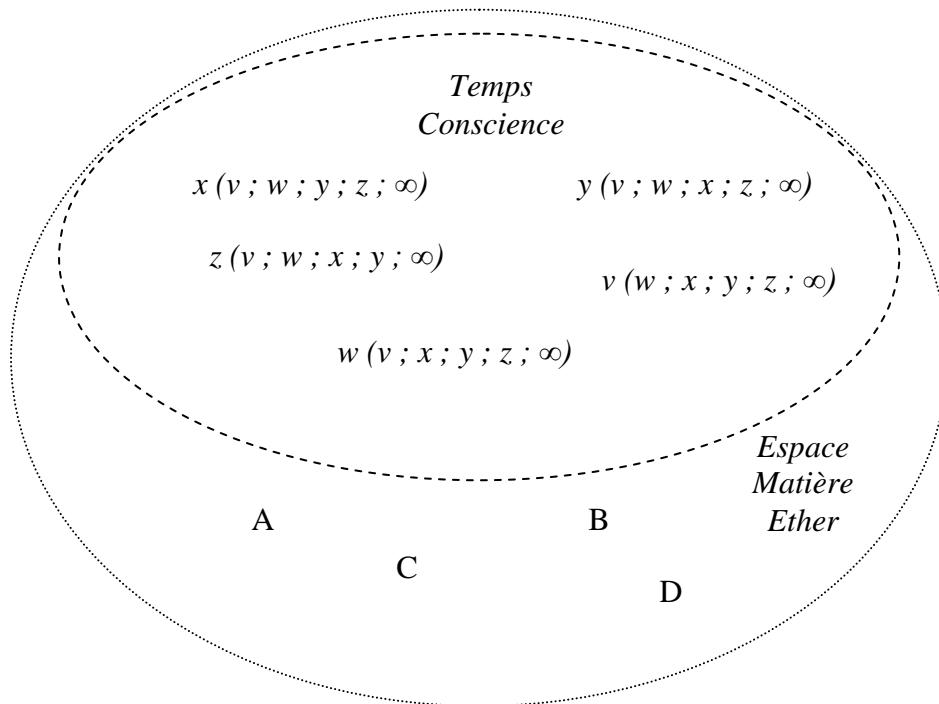 Temps
Conscience
x (v ; w ; y ; z ; ∞)
y (v ; w ; x ; z ; ∞)
z (v ; w ; x ; y ; ∞)
v (w ; x ; y ; z ; ∞)
w (v ; x ; y ; z ; ∞)
Espace
Matière
Ether
A
B
C
D